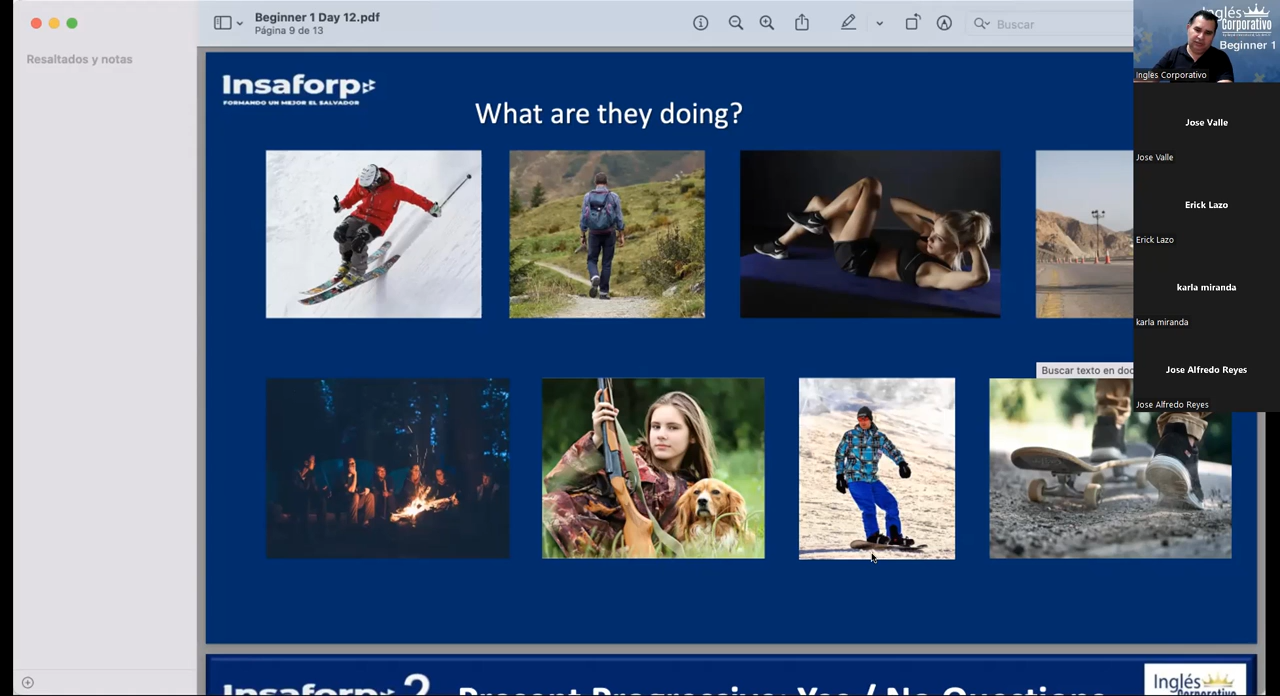 Beginner 1 Day 12.pdf
Página 9 de 13
Buscar
Inglés
Corporativo
Beginner 1
Inglés Corporativo
Resaltados y notas
Insaforp
FORMANDO UN MEJOR EL SALVADOR
What are they doing?
Jose Valle
Jose Valle
Erick Lazo
Erick Lazo
karla miranda
karla miranda
Buscar texto en doc
Jose Alfredo Reyes
Jose Alfredo Reyes
Insaforp
?
Present Progressive: Yes / No Questions
Inglés
Corporativo